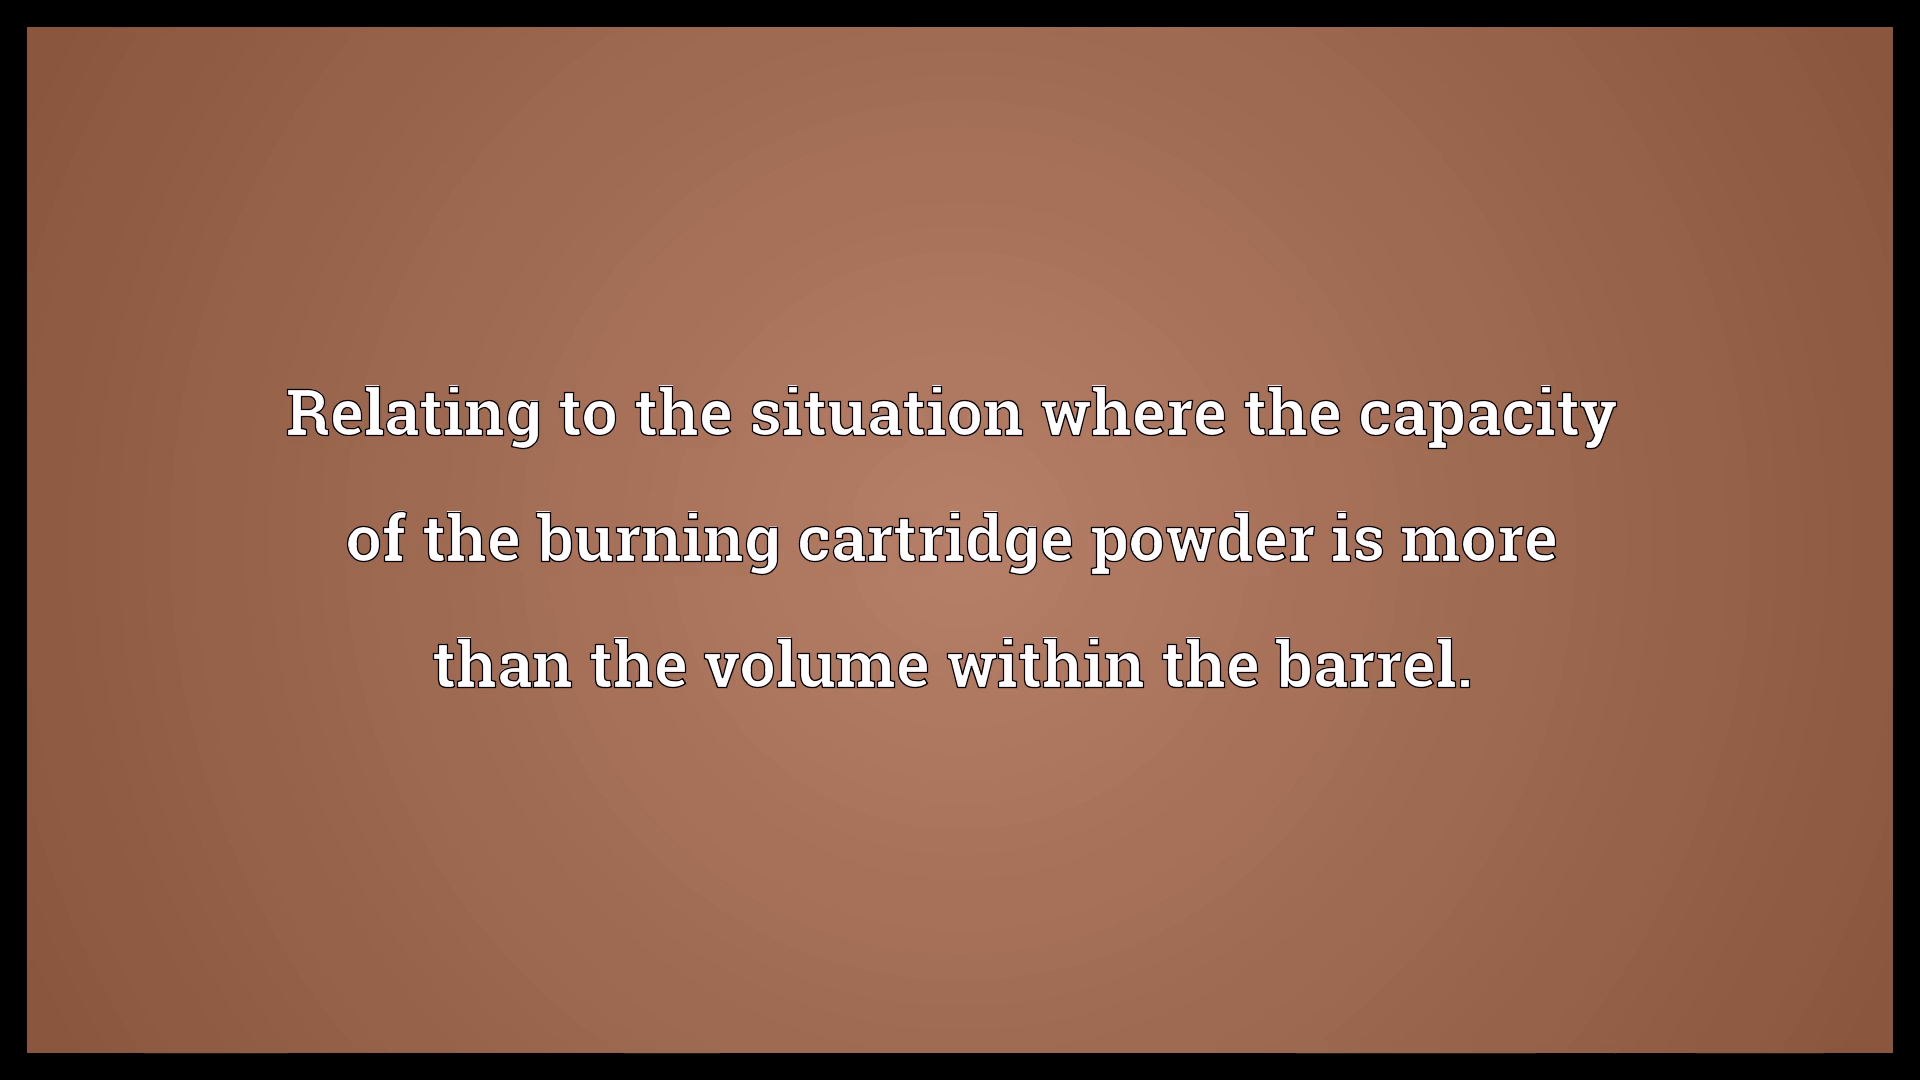 Relating to the situation where the capacity
of the burning cartridge powder is more
than the volume within the barrel.